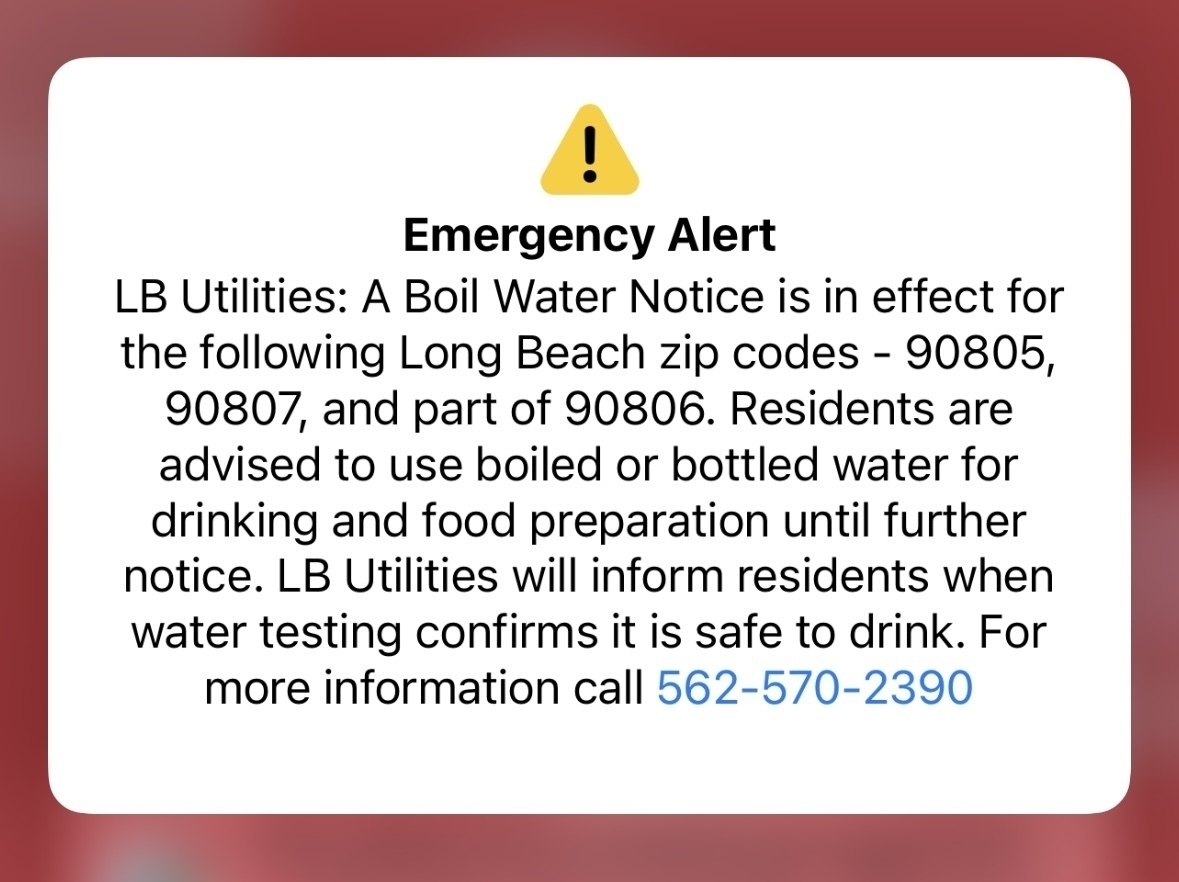 Emergency Alert
LB Utilities: A Boil Water Notice is in effect for
the following Long Beach zip codes - 90805,
90807, and part of 90806. Residents are
advised to use boiled or bottled water for
drinking and food preparation until further
notice. LB Utilities will inform residents when
water testing confirms it is safe to drink. For
more information call 562-570-2390